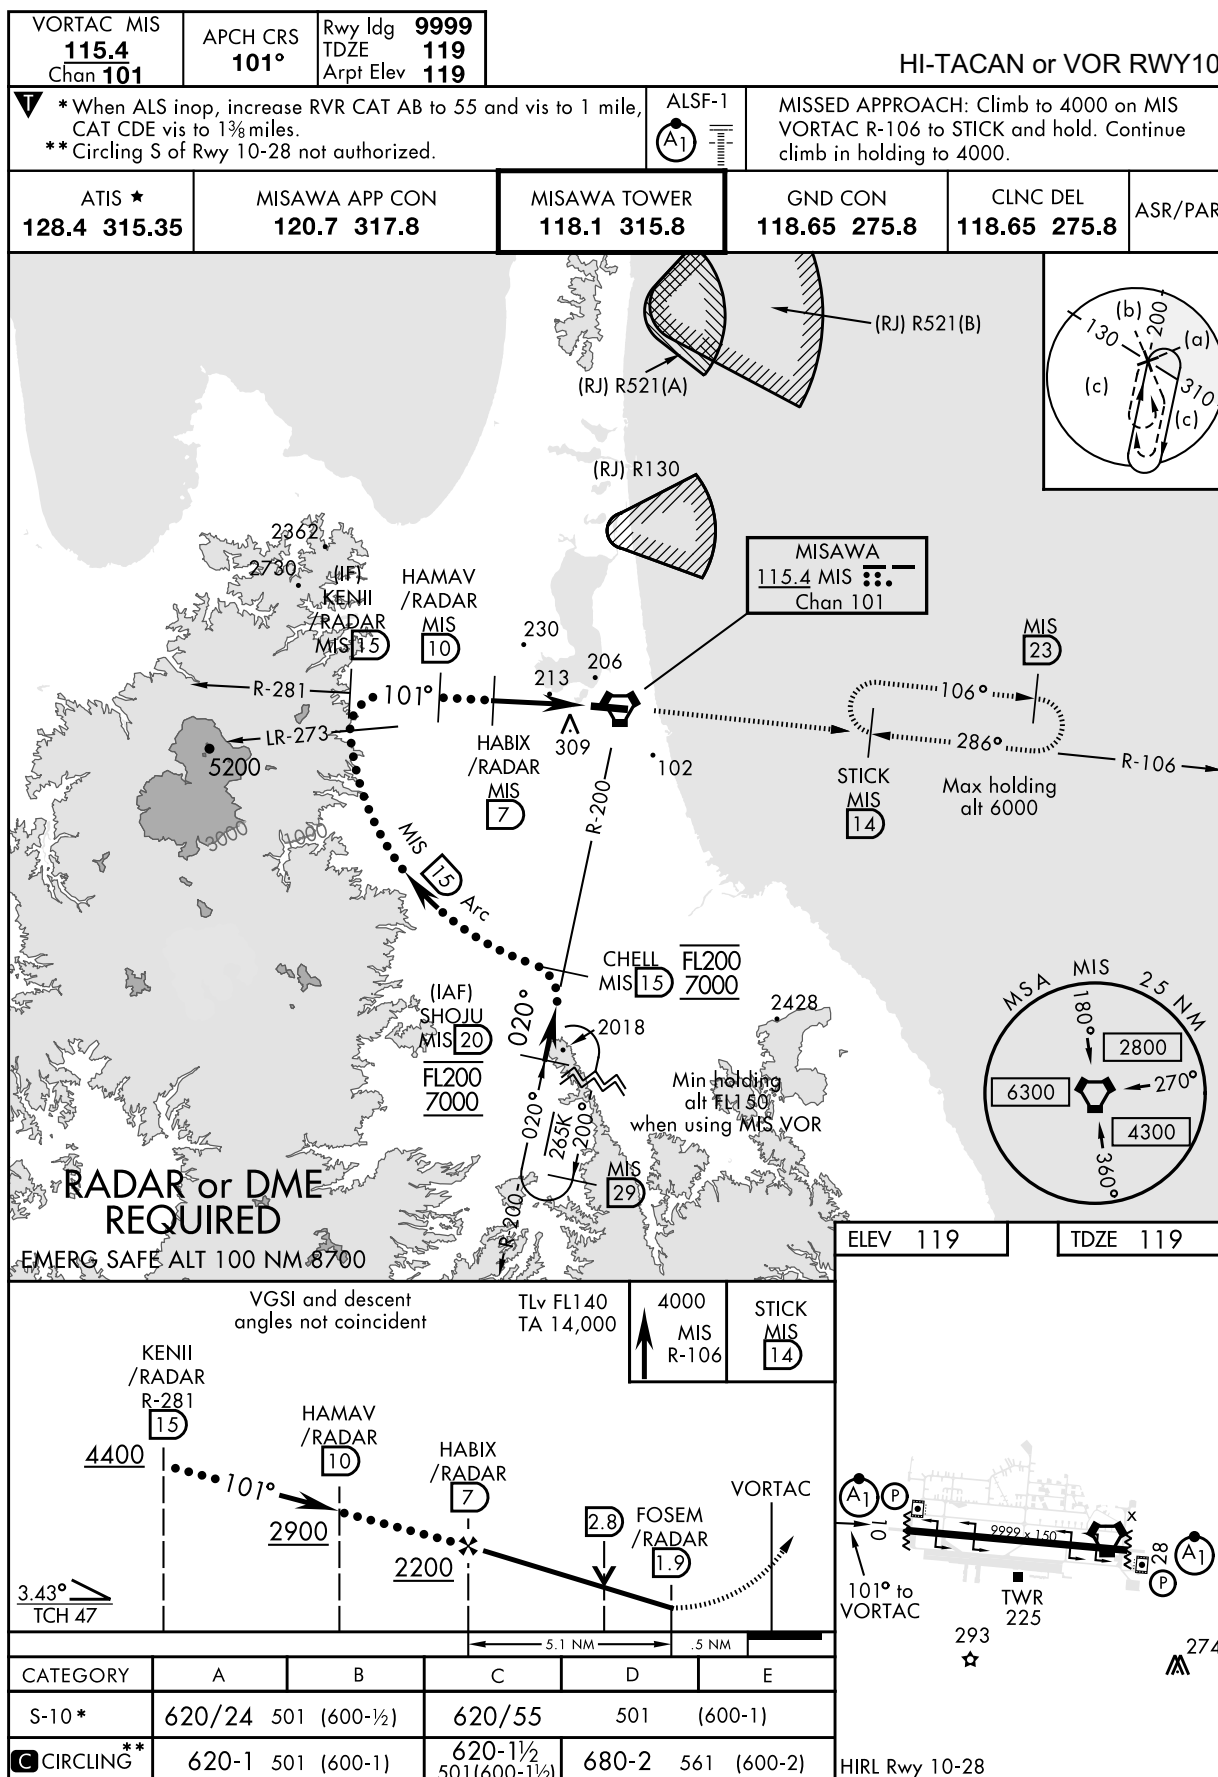 VORTAC MIS
115.4
Chan 101
APCH CRS
101°
Rwy ldg 9999
TDZE 119
Arpt Elev 119
HI-TACAN or VOR RWY10
T
* When ALS inop, increase RVR CAT AB to 55 and vis to 1 mile,
CAT CDE vis to 1⅜ miles.
** Circling S of Rwy 10-28 not authorized.
ALSF-1
A1
MISSED APPROACH: Climb to 4000 on MIS
VORTAC R-106 to STICK and hold. Continue
climb in holding to 4000.
ATIS ★
128.4 315.35
MISAWA APP CON
120.7 317.8
MISAWA TOWER
118.1 315.8
GND CON
118.65 275.8
CLNC DEL
118.65 275.8
ASR/PAR
(RJ) R521(B)
(RJ) R521(A)
(RJ) R130
(b)
200
130
(a)
(c)
310
(c)
2362
2730
(IF)
KENII
/RADAR
MIS 15
HAMAV
/RADAR
MIS
10
MISAWA
115.4 MIS
Chan 101
230
206
213
MIS
23
R-281
101°
106°
LR-273
5200
HABIX
/RADAR
MIS
7
309
102
286°
R-106
STICK
MIS
14
Max holding
alt 6000
R-200
3000
1000
MIS 15 Arc
CHELL
MIS 15
FL200
7000
(IAF)
SHOJU
MIS 20
FL200
7000
020°
2018
2428
Min holding
alt FL150
when using MIS VOR
020°
265K
200°
MIS
29
R-200
MSA MIS 25 NM
180°
2800
6300
270°
4300
360°
RADAR or DME
REQUIRED
EMERG SAFE ALT 100 NM 8700
ELEV 119
TDZE 119
VGSI and descent
angles not coincident
TLv FL140
TA 14,000
4000
MIS
R-106
STICK
MIS
14
KENII
/RADAR
R-281
15
HAMAV
/RADAR
10
HABIX
/RADAR
7
2.8
FOSEM
/RADAR
1.9
VORTAC
4400
101°
2900
2200
3.43°
TCH 47
5.1 NM
.5 NM
A1
P
10
9999 x 150
X
28
A1
P
101° to
VORTAC
TWR
225
293
274
CATEGORY A B C D E
S-10 * 620/24 501 (600-½) 620/55 501 (600-1)
C CIRCLING ** 620-1 501 (600-1) 620-1½ 501(600-1½) 680-2 561 (600-2)
HIRL Rwy 10-28